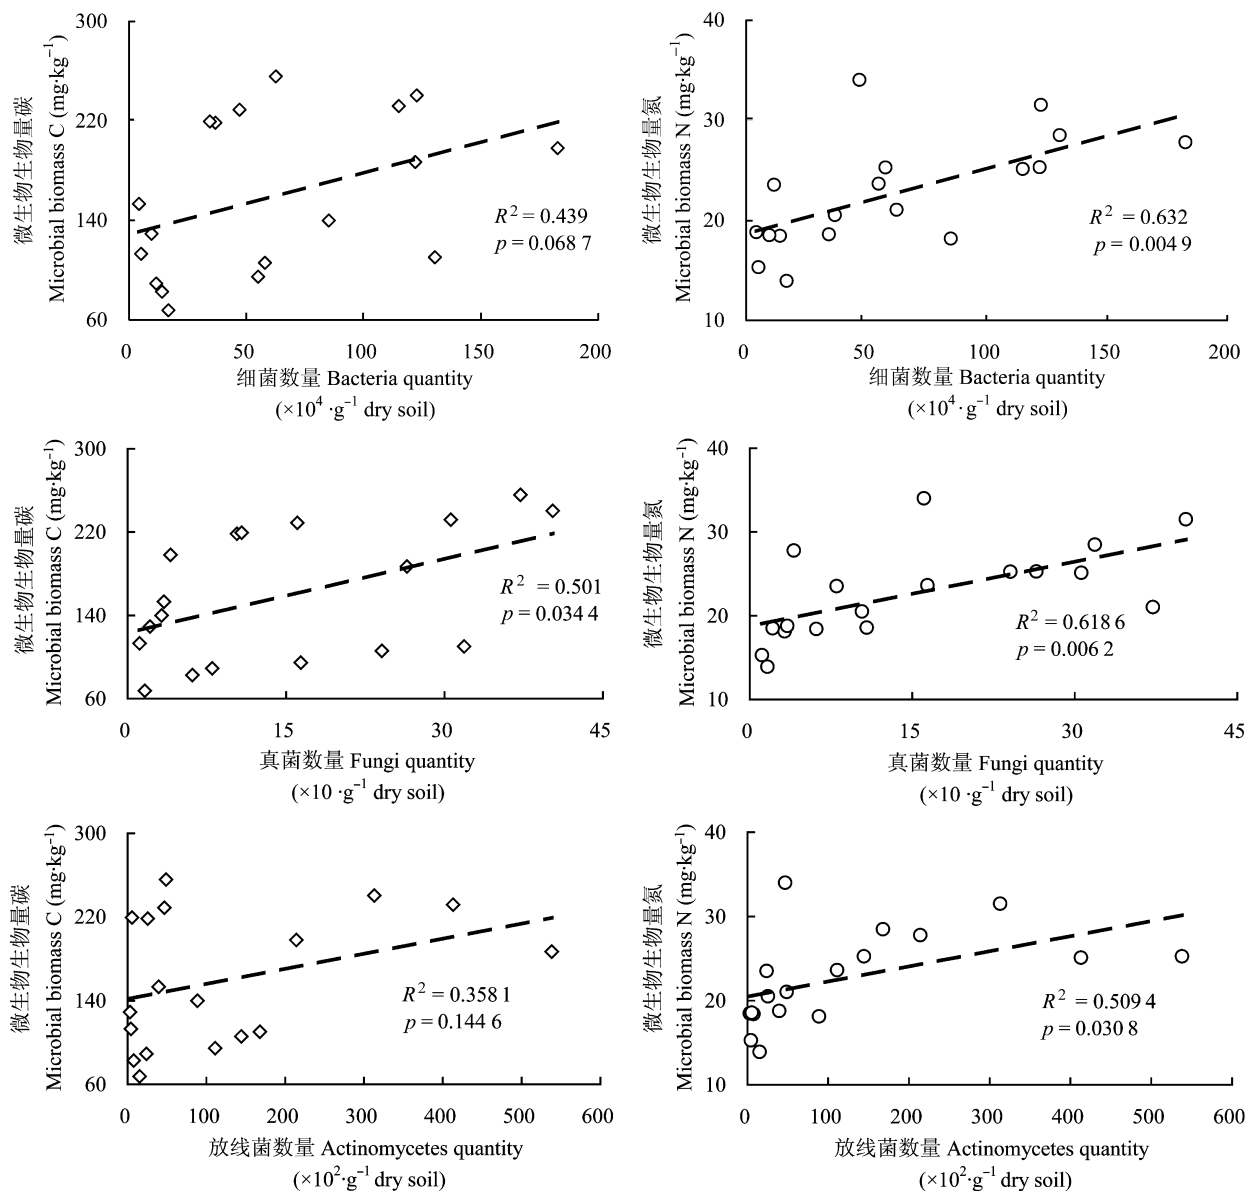 300
220
140
60
微生物生物量碳
Microbial biomass C (mg·kg⁻¹)
R² = 0.439
p = 0.068 7
0 50 100 150 200
细菌数量 Bacteria quantity
(×10⁴ ·g⁻¹ dry soil)
40
30
20
10
微生物生物量氮
Microbial biomass N (mg·kg⁻¹)
R² = 0.632
p = 0.004 9
0 50 100 150 200
细菌数量 Bacteria quantity
(×10⁴ ·g⁻¹ dry soil)
300
220
140
60
微生物生物量碳
Microbial biomass C (mg·kg⁻¹)
R² = 0.501
p = 0.034 4
0 15 30 45
真菌数量 Fungi quantity
(×10 ·g⁻¹ dry soil)
40
30
20
10
微生物生物量氮
Microbial biomass N (mg·kg⁻¹)
R² = 0.618 6
p = 0.006 2
0 15 30 45
真菌数量 Fungi quantity
(×10 ·g⁻¹ dry soil)
300
220
140
60
微生物生物量碳
Microbial biomass C (mg·kg⁻¹)
R² = 0.358 1
p = 0.144 6
0 100 200 300 400 500 600
放线菌数量 Actinomycetes quantity
(×10²·g⁻¹ dry soil)
40
30
20
10
微生物生物量氮
Microbial biomass N (mg·kg⁻¹)
R² = 0.509 4
p = 0.030 8
0 100 200 300 400 500 600
放线菌数量 Actinomycetes quantity
(×10²·g⁻¹ dry soil)